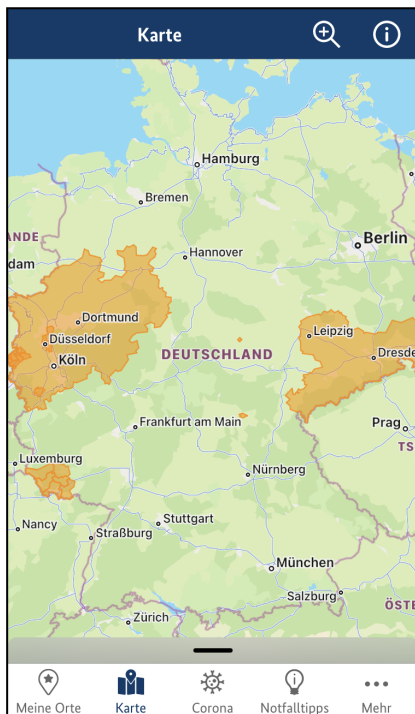 Karte
Hamburg
Bremen
ANDE
Berlin
Hannover
dam
Dortmund
Leipzig
Düsseldorf
DEUTSCHLAND
Dresde
Köln
Frankfurt am Main
Prag
TS
Luxemburg
Nürnberg
Nancy
Stuttgart
Straßburg
München
Salzburg
ÖSTE
Zürich
Meine Orte
Karte
Corona
Notfalltipps
Mehr